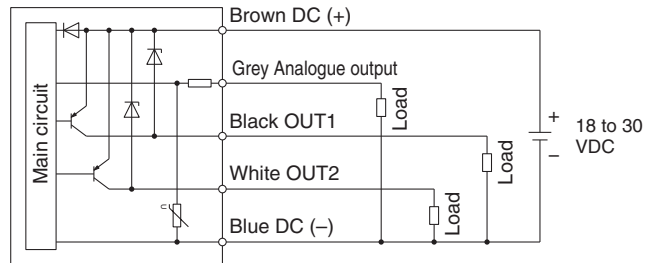 Brown DC (+)
Grey Analogue output
Main circuit
Load
Black OUT1
+
18 to 30
VDC
–
Load
White OUT2
Load
U
Blue DC (–)